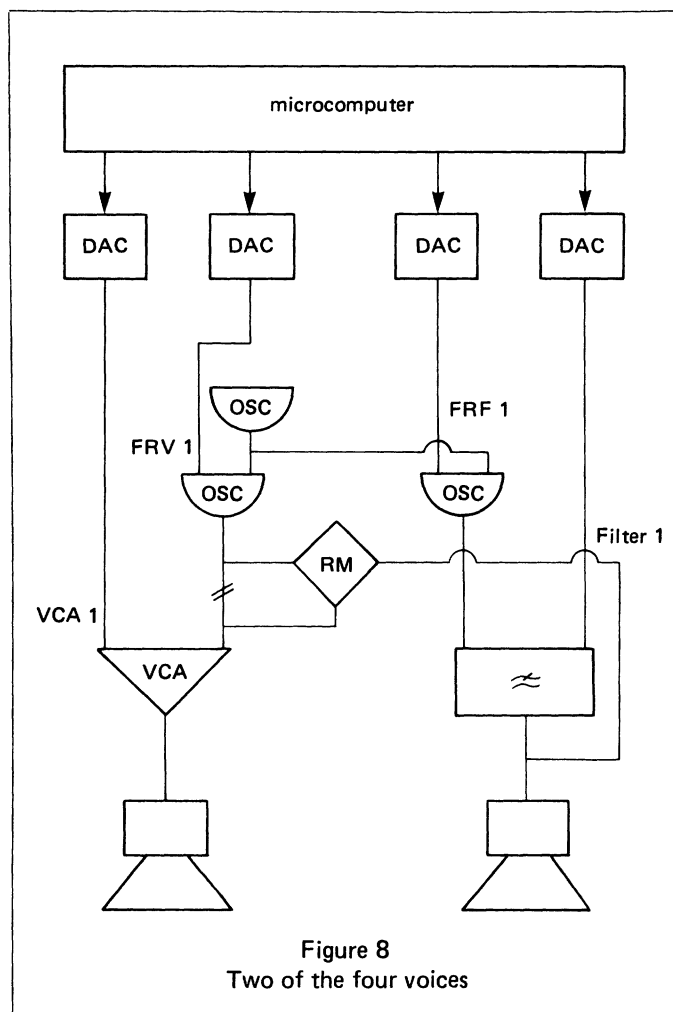 microcomputer
DAC DAC DAC DAC
OSC
FRF 1
FRV 1
OSC OSC
Filter 1
RM
VCA 1
VCA
Figure 8
Two of the four voices